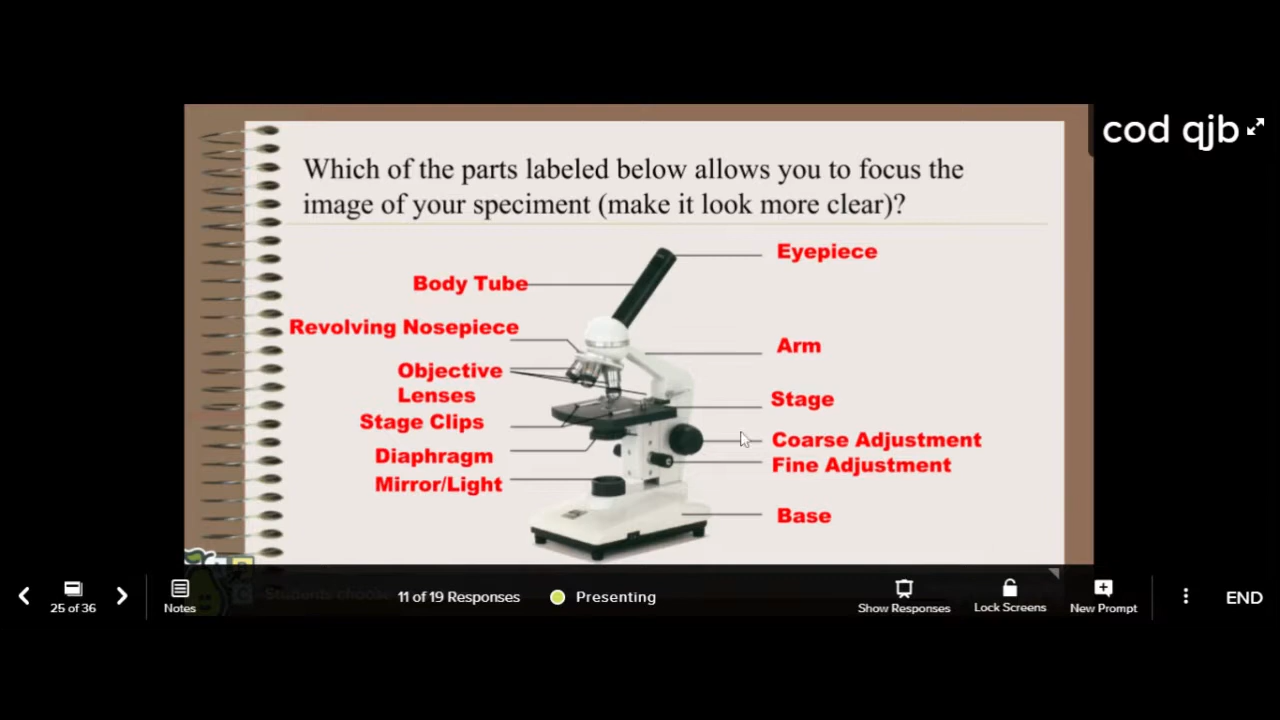 cod qjb
Which of the parts labeled below allows you to focus the
image of your speciment (make it look more clear)?
Eyepiece
Body Tube
Revolving Nosepiece
Arm
Objective
Lenses
Stage
Stage Clips
Coarse Adjustment
Diaphragm
Fine Adjustment
Mirror/Light
Base
Students choose
25 of 36
Notes
11 of 19 Responses
Presenting
Show Responses
Lock Screens
New Prompt
END